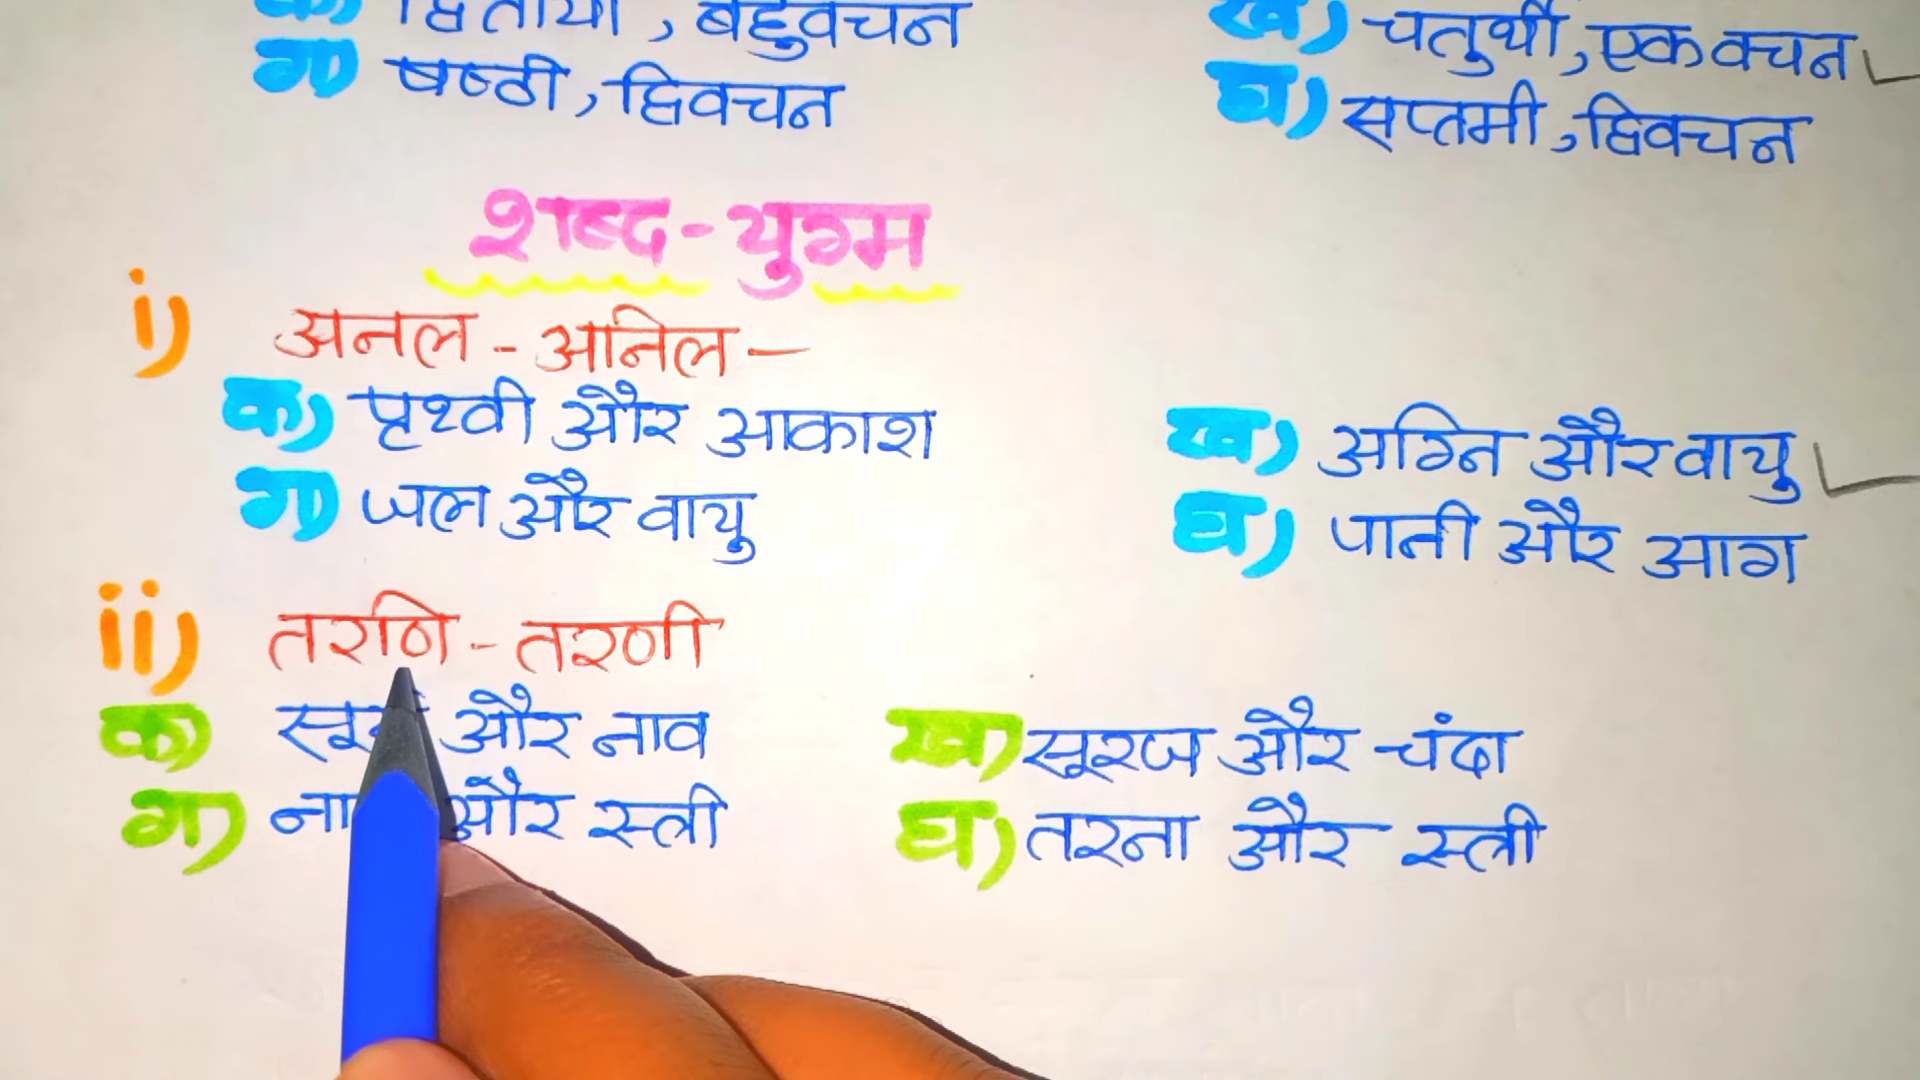 क) द्वितीया, बहुवचन ख) चतुर्थी, एकवचन
ग) षष्ठी, द्विवचन घ) सप्तमी, द्विवचन
शब्द-युग्म
i) अनल - अनिल –
क) पृथ्वी और आकाश ख) अग्नि और वायु
ग) जल और वायु घ) पानी और आग
ii) तरणि - तरणी
क) और नाव ख) सूरज और चंदा
ग) और स्त्री घ) तरना और स्त्री